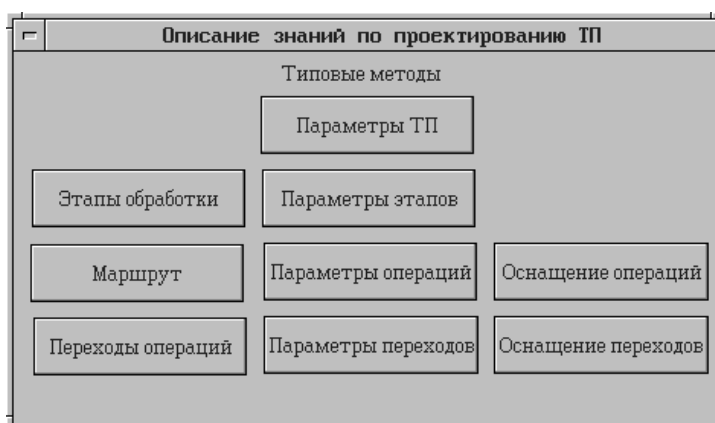 Описание знаний по проектированию ТП
Типовые методы
Параметры ТП
Этапы обработки Параметры этапов
Маршрут Параметры операций Оснащение операций
Переходы операций Параметры переходов Оснащение переходов